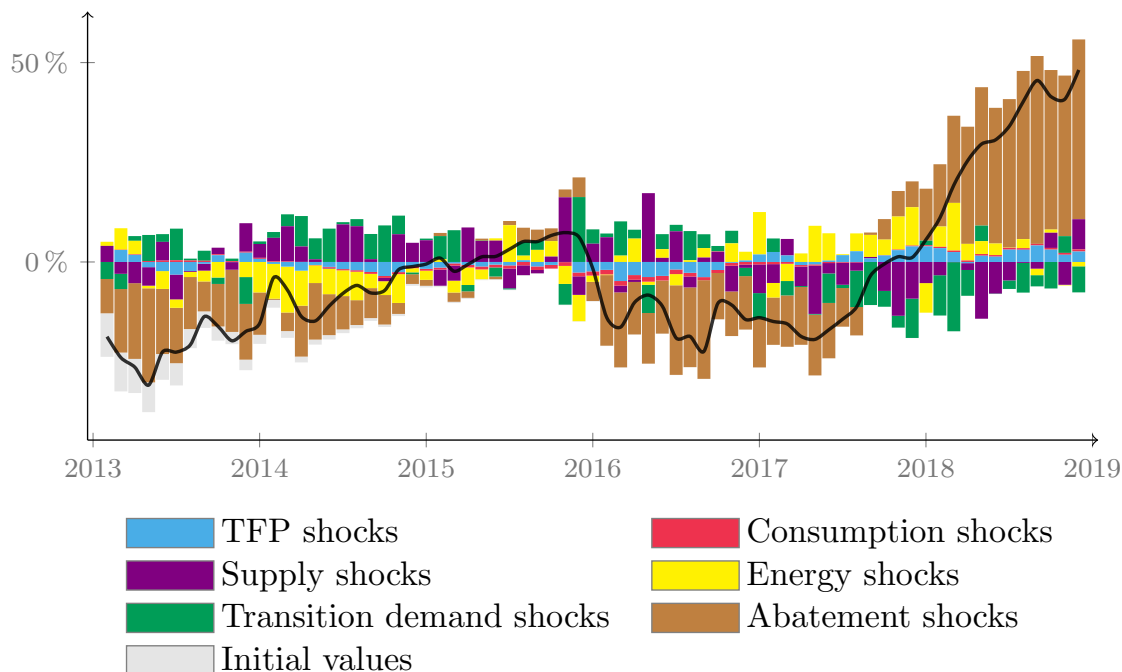 50 %
0 %
2013 2014 2015 2016 2017 2018 2019
TFP shocks Consumption shocks
Supply shocks Energy shocks
Transition demand shocks Abatement shocks
Initial values